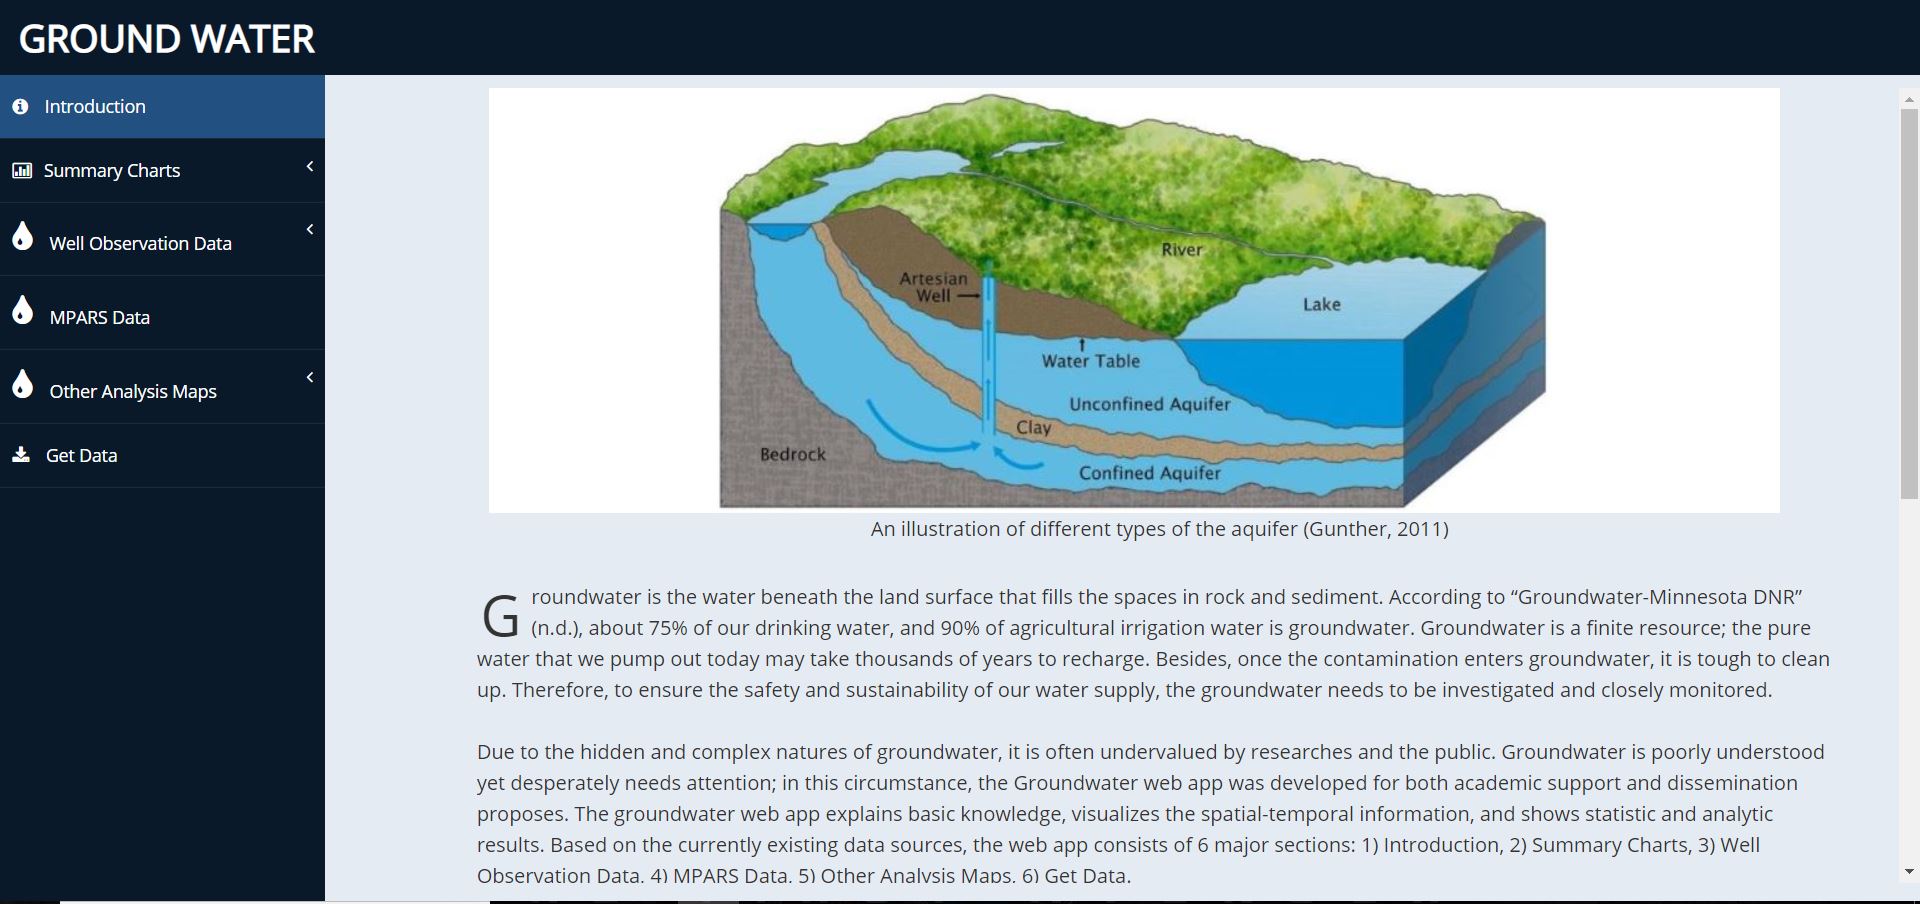 GROUND WATER
Introduction
Summary Charts
Well Observation Data
MPARS Data
Other Analysis Maps
Get Data
River
Artesian
Well
Lake
Water Table
Unconfined Aquifer
Clay
Bedrock
Confined Aquifer
An illustration of different types of the aquifer (Gunther, 2011)
Groundwater is the water beneath the land surface that fills the spaces in rock and sediment. According to “Groundwater-Minnesota DNR”
(n.d.), about 75% of our drinking water, and 90% of agricultural irrigation water is groundwater. Groundwater is a finite resource; the pure
water that we pump out today may take thousands of years to recharge. Besides, once the contamination enters groundwater, it is tough to clean
up. Therefore, to ensure the safety and sustainability of our water supply, the groundwater needs to be investigated and closely monitored.
Due to the hidden and complex natures of groundwater, it is often undervalued by researches and the public. Groundwater is poorly understood
yet desperately needs attention; in this circumstance, the Groundwater web app was developed for both academic support and dissemination
proposes. The groundwater web app explains basic knowledge, visualizes the spatial-temporal information, and shows statistic and analytic
results. Based on the currently existing data sources, the web app consists of 6 major sections: 1) Introduction, 2) Summary Charts, 3) Well
Observation Data, 4) MPARS Data, 5) Other Analysis Maps, 6) Get Data.